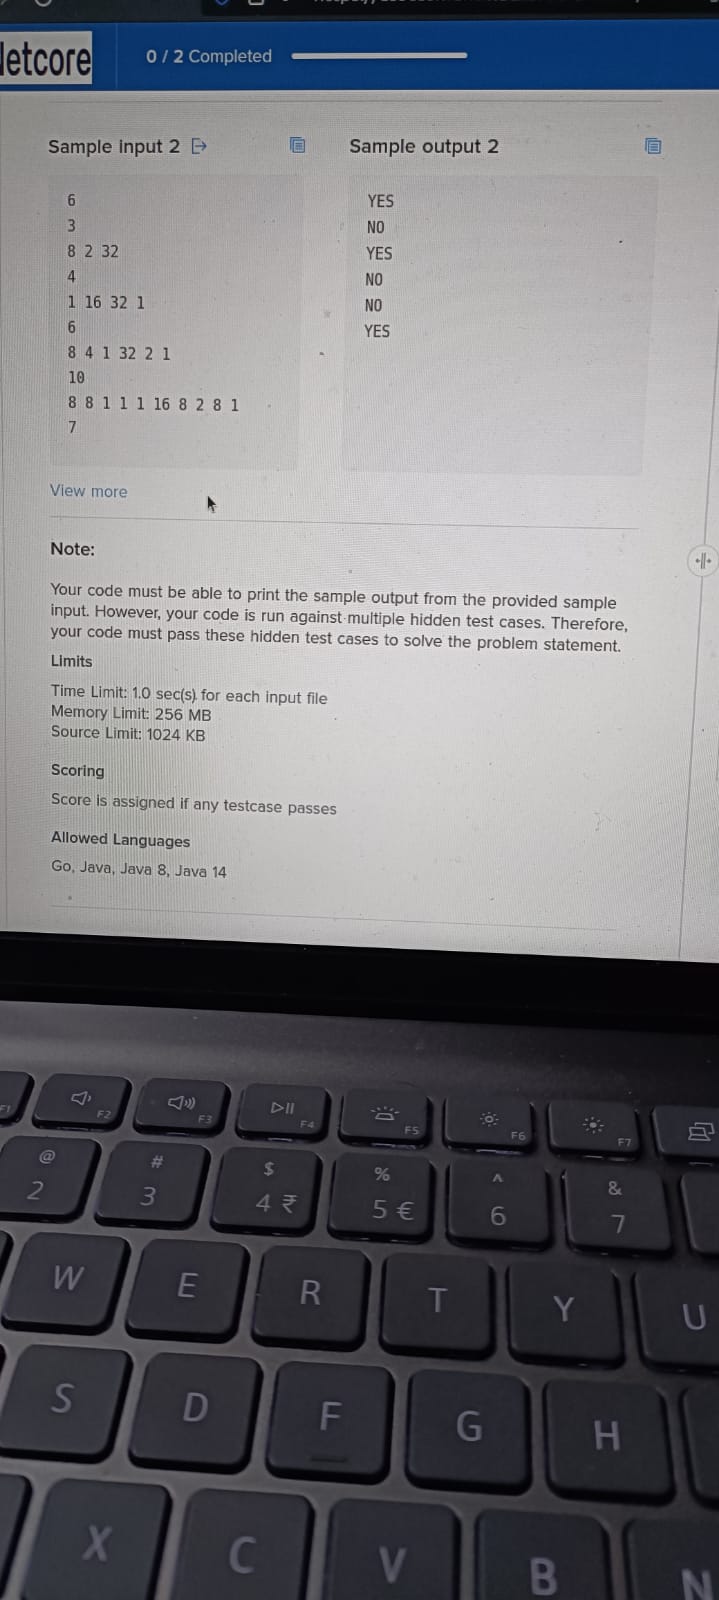 letcore
0 / 2 Completed
Sample input 2
Sample output 2
6
3
8 2 32
4
1 16 32 1
6
8 4 1 32 2 1
10
8 8 1 1 1 16 8 2 8 1
7
YES
NO
YES
NO
NO
YES
View more
Note:
Your code must be able to print the sample output from the provided sample
input. However, your code is run against multiple hidden test cases. Therefore,
your code must pass these hidden test cases to solve the problem statement.
Limits
Time Limit: 1.0 sec(s) for each input file
Memory Limit: 256 MB
Source Limit: 1024 KB
Scoring
Score is assigned if any testcase passes
Allowed Languages
Go, Java, Java 8, Java 14
F1 F2 F3 F4 F5 F6 F7
@ # $ % ^ &
2 3 4 ₹ 5 € 6 7
W E R T Y U
S D F G H
X C V B N